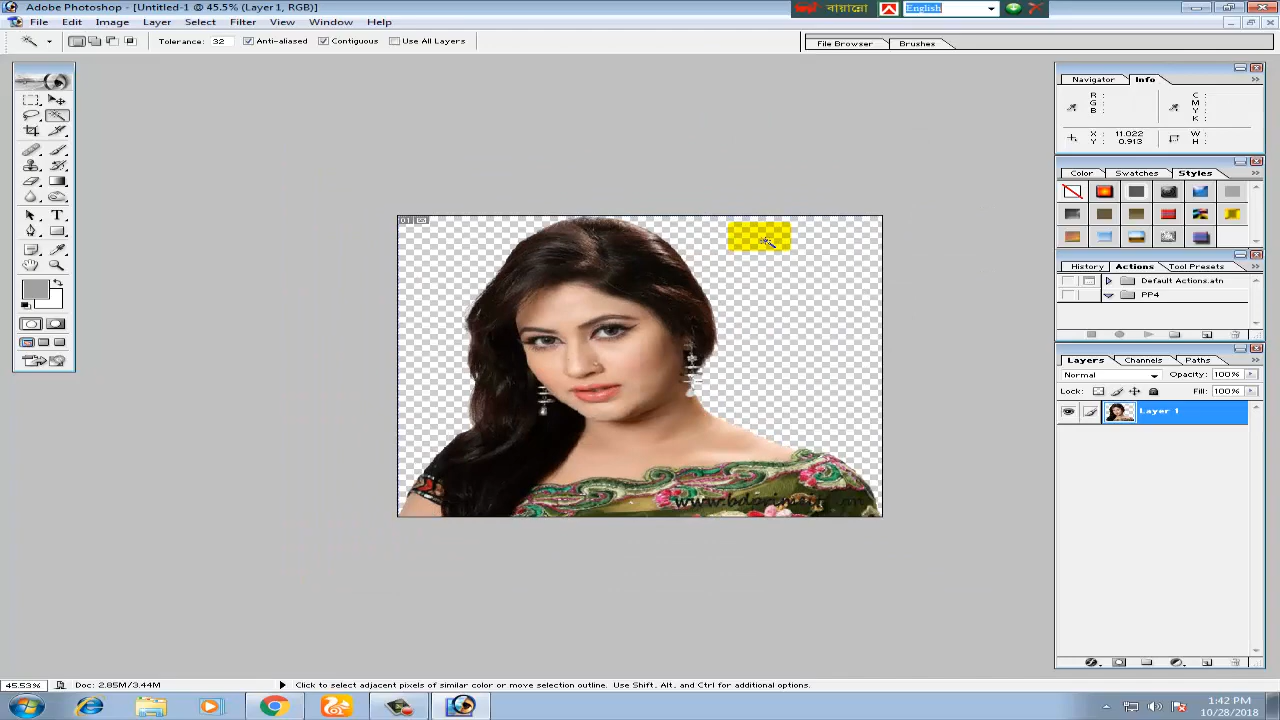 Adobe Photoshop - [Untitled-1 @ 45.5% (Layer 1, RGB)]
বায়ান্নো English
File Edit Image Layer Select Filter View Window Help
Tolerance: 32 Anti-aliased Contiguous Use All Layers
File Browser Brushes
Navigator Info
R : C :
G : M :
B : Y :
K :
X : 11.022 W :
Y : 0.913 H :
Color Swatches Styles
History Actions Tool Presets
Default Actions.atn
PP4
Layers Channels Paths
Normal Opacity: 100%
Lock: Fill: 100%
Layer 1
01
45.53% Doc: 2.85M/3.44M Click to select adjacent pixels of similar color or move selection outline. Use Shift, Alt, and Ctrl for additional options.
1:42 PM
10/28/2018